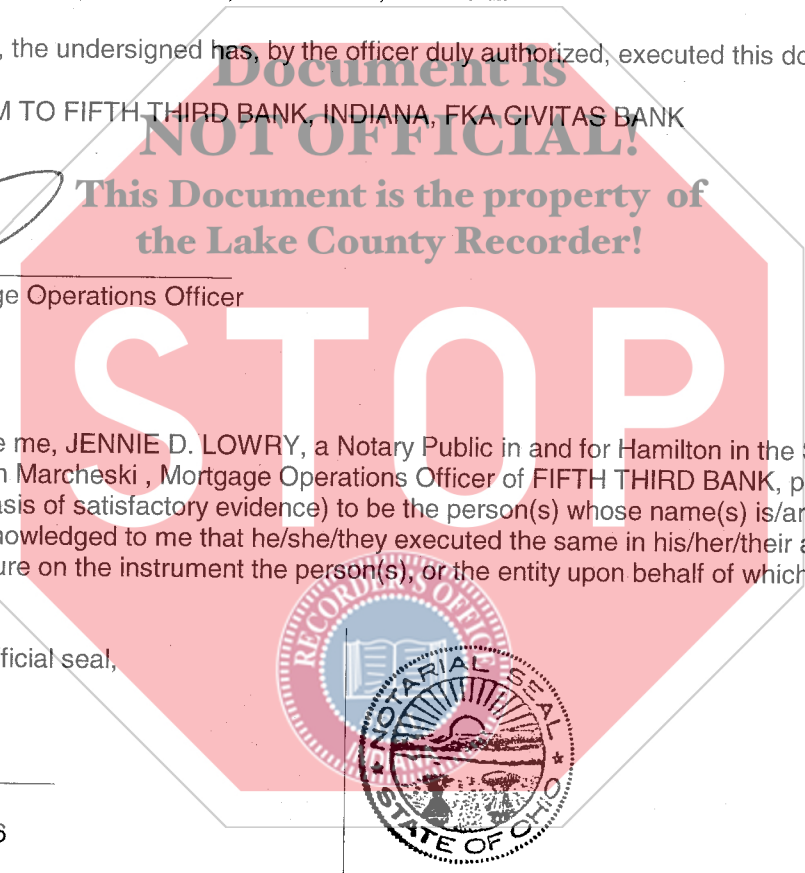 , the undersigned has, by the officer duly authorized, executed this do
Document is
M TO FIFTH THIRD BANK, INDIANA, FKA CIVITAS BANK
NOT OFFICIAL!
This Document is the property of
the Lake County Recorder!
ge Operations Officer
STOP
e me, JENNIE D. LOWRY, a Notary Public in and for Hamilton in the S
n Marcheski , Mortgage Operations Officer of FIFTH THIRD BANK, p
asis of satisfactory evidence) to be the person(s) whose name(s) is/ar
nowledged to me that he/she/they executed the same in his/her/their a
ure on the instrument the person(s), or the entity upon behalf of which
RECORDER'S OFFICE
ficial seal,
NOTARIAL SEAL
INDIANA
STATE OF OHIO
6